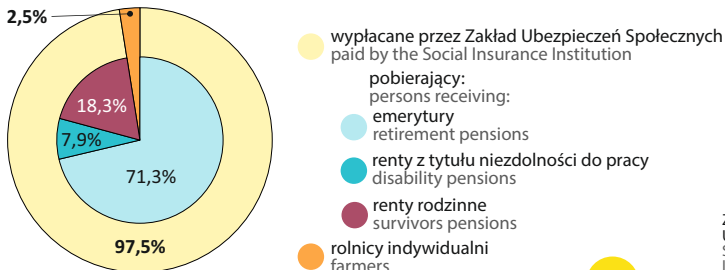 2,5%
18,3%
7,9%
71,3%
97,5%
wypłacane przez Zakład Ubezpieczeń Społecznych
paid by the Social Insurance Institution
pobierający:
persons receiving:
emerytury
retirement pensions
renty z tytułu niezdolności do pracy
disability pensions
renty rodzinne
survivors pensions
rolnicy indywidualni
farmers